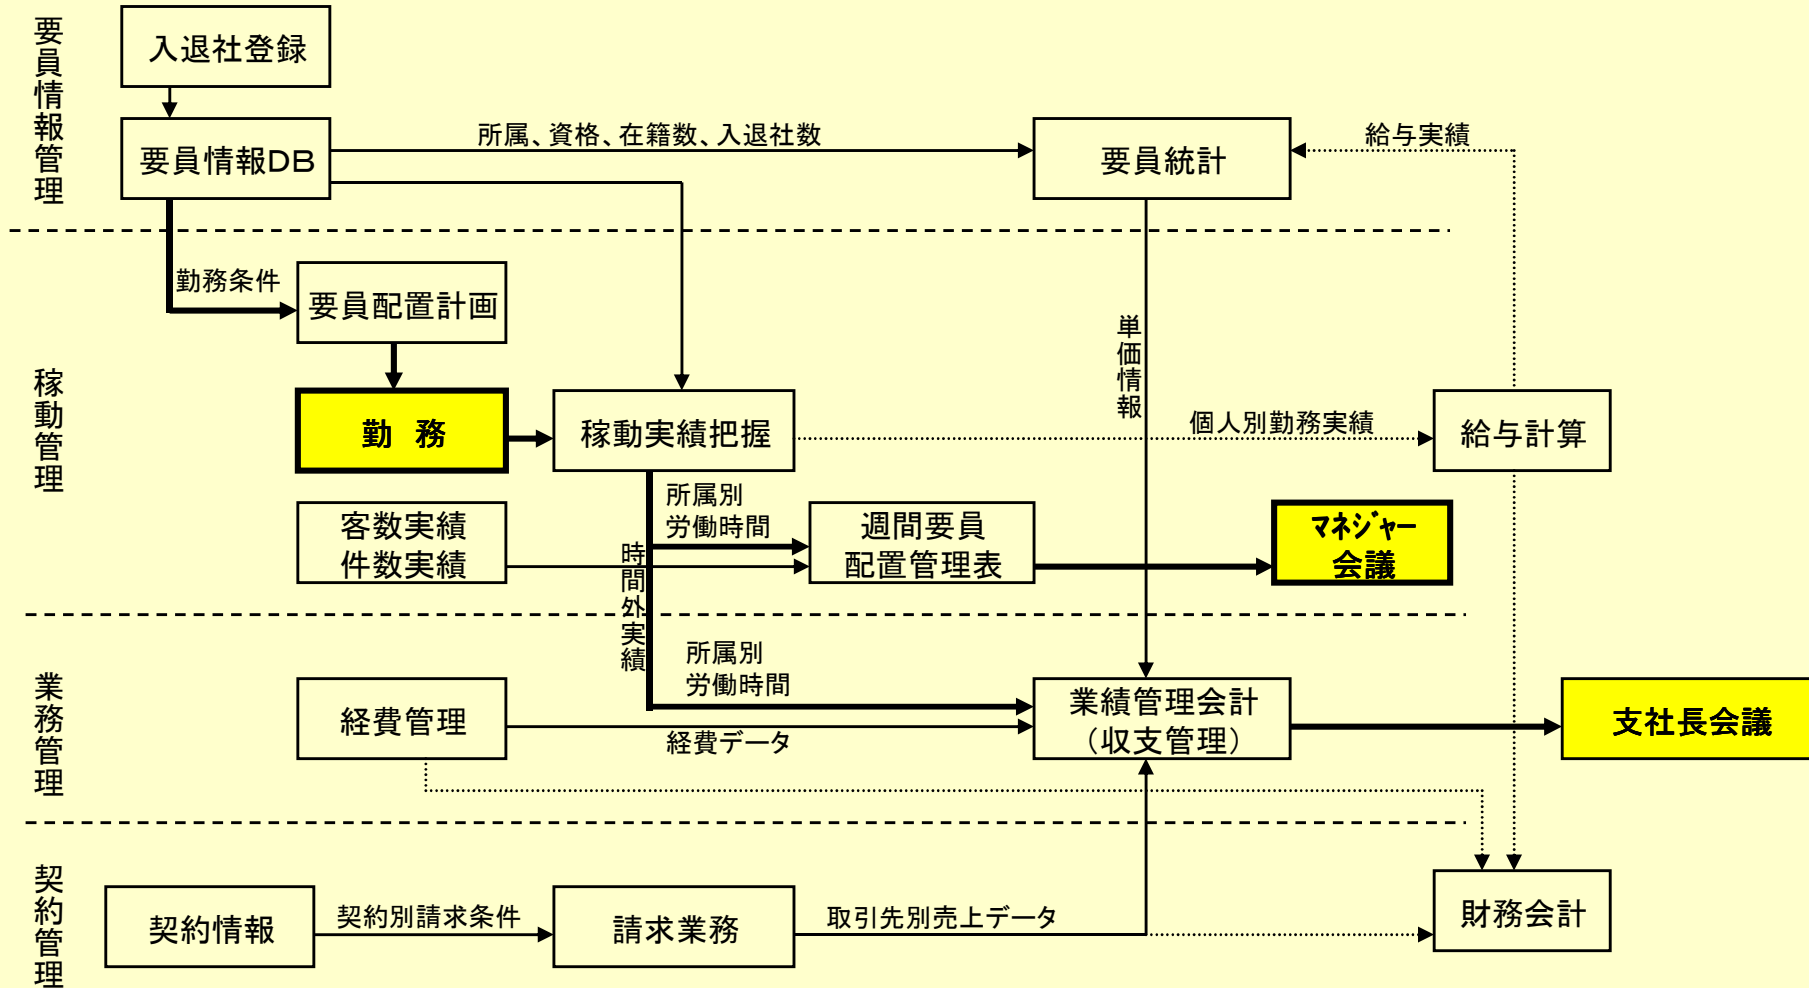 要員情報管理
入退社登録
要員情報DB
所属、資格、在籍数、入退社数
要員統計
給与実績
稼動管理
勤務条件
要員配置計画
単価情報
勤 務
稼動実績把握
個人別勤務実績
給与計算
客数実績
件数実績
時間外実績
所属別
労働時間
週間要員
配置管理表
マネジャー
会議
業務管理
所属別
労働時間
経費管理
経費データ
業績管理会計
（収支管理）
支社長会議
契約管理
契約情報
契約別請求条件
請求業務
取引先別売上データ
財務会計